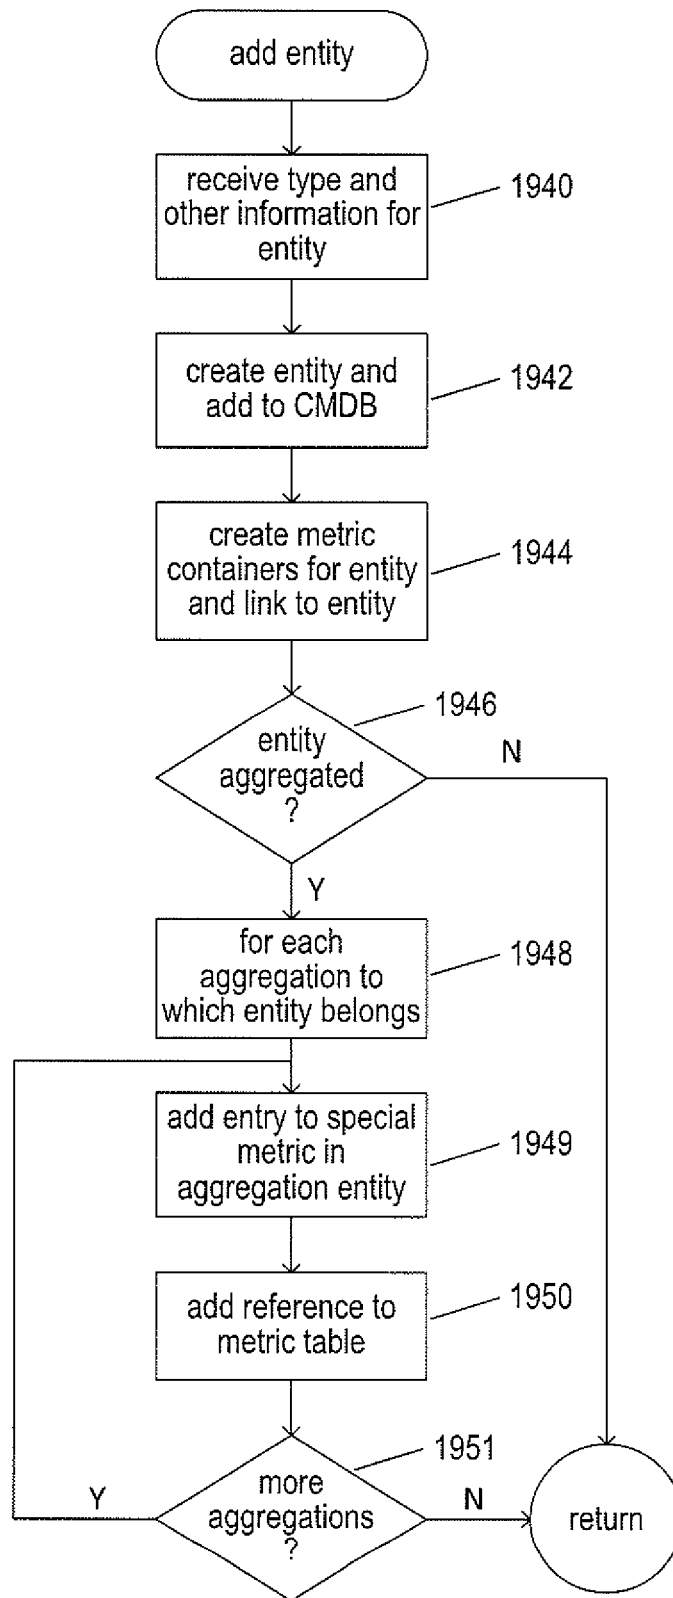 add entity
receive type and
other information for
entity
1940
create entity and
add to CMDB
1942
create metric
containers for entity
and link to entity
1944
1946
entity
aggregated
?
N
Y
for each
aggregation to
which entity belongs
1948
add entry to special
metric in
aggregation entity
1949
add reference to
metric table
1950
1951
more
aggregations
?
Y
N
return